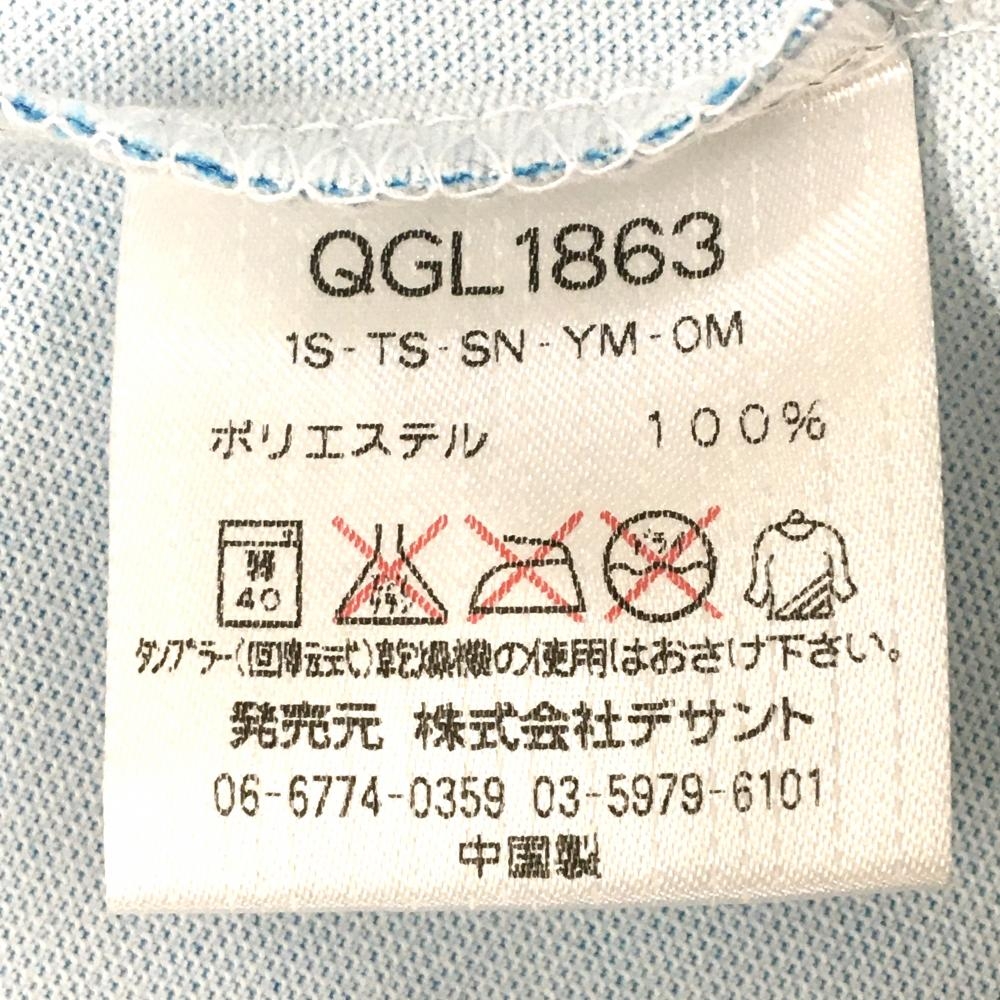 QGL1863
1S-TS-SN-YM-OM
ポリエステル 100%
40
タンブラー(回転式)乾燥機の使用はおさけ下さい。
発売元 株式会社デサント
06-6774-0359 03-5979-6101
中国製